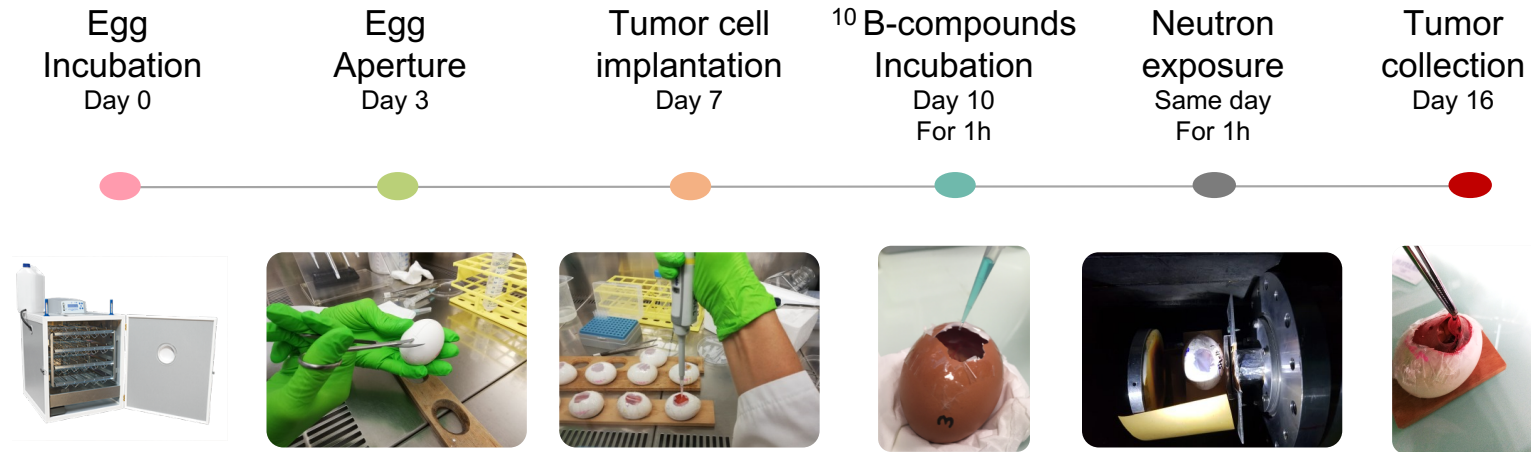 Egg
Incubation
Day 0
Egg
Aperture
Day 3
Tumor cell
implantation
Day 7
¹⁰ B-compounds
Incubation
Day 10
For 1h
Neutron
exposure
Same day
For 1h
Tumor
collection
Day 16
3